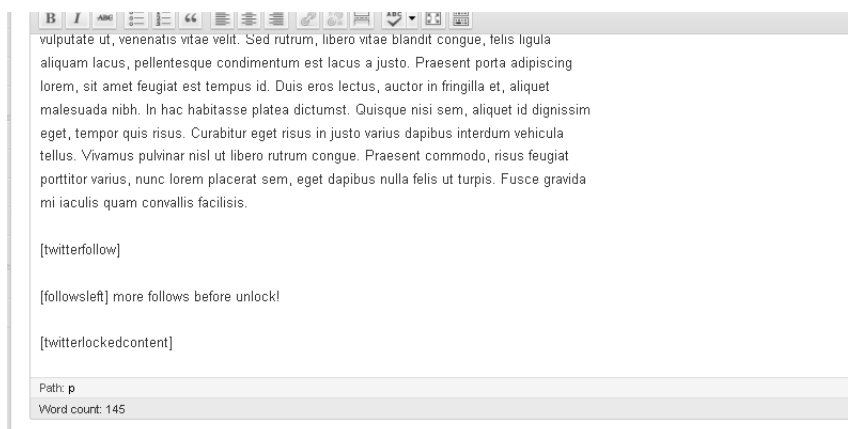 B I ABC ABC
vulputate ut, venenatis vitae velit. Sed rutrum, libero vitae blandit congue, felis ligula
aliquam lacus, pellentesque condimentum est lacus a justo. Praesent porta adipiscing
lorem, sit amet feugiat est tempus id. Duis eros lectus, auctor in fringilla et, aliquet
malesuada nibh. In hac habitasse platea dictumst. Quisque nisi sem, aliquet id dignissim
eget, tempor quis risus. Curabitur eget risus in justo varius dapibus interdum vehicula
tellus. Vivamus pulvinar nisl ut libero rutrum congue. Praesent commodo, risus feugiat
porttitor varius, nunc lorem placerat sem, eget dapibus nulla felis ut turpis. Fusce gravida
mi iaculis quam convallis facilisis.
[twitterfollow]
[followsleft] more follows before unlock!
[twitterlockedcontent]
Path: p
Word count: 145